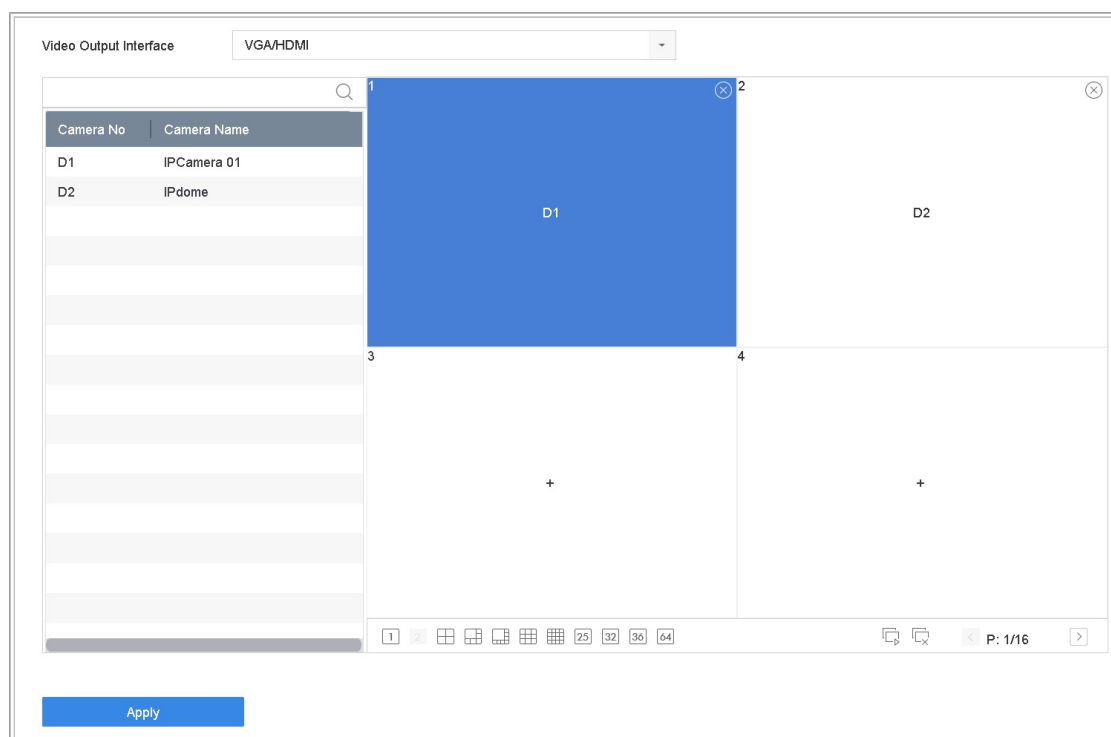 Video Output Interface VGA/HDMI
Camera No Camera Name
D1 IPCamera 01
D2 IPdome
1 2
D1 D2
3 4
+ +
1 2 25 32 36 64 P: 1/16
Apply